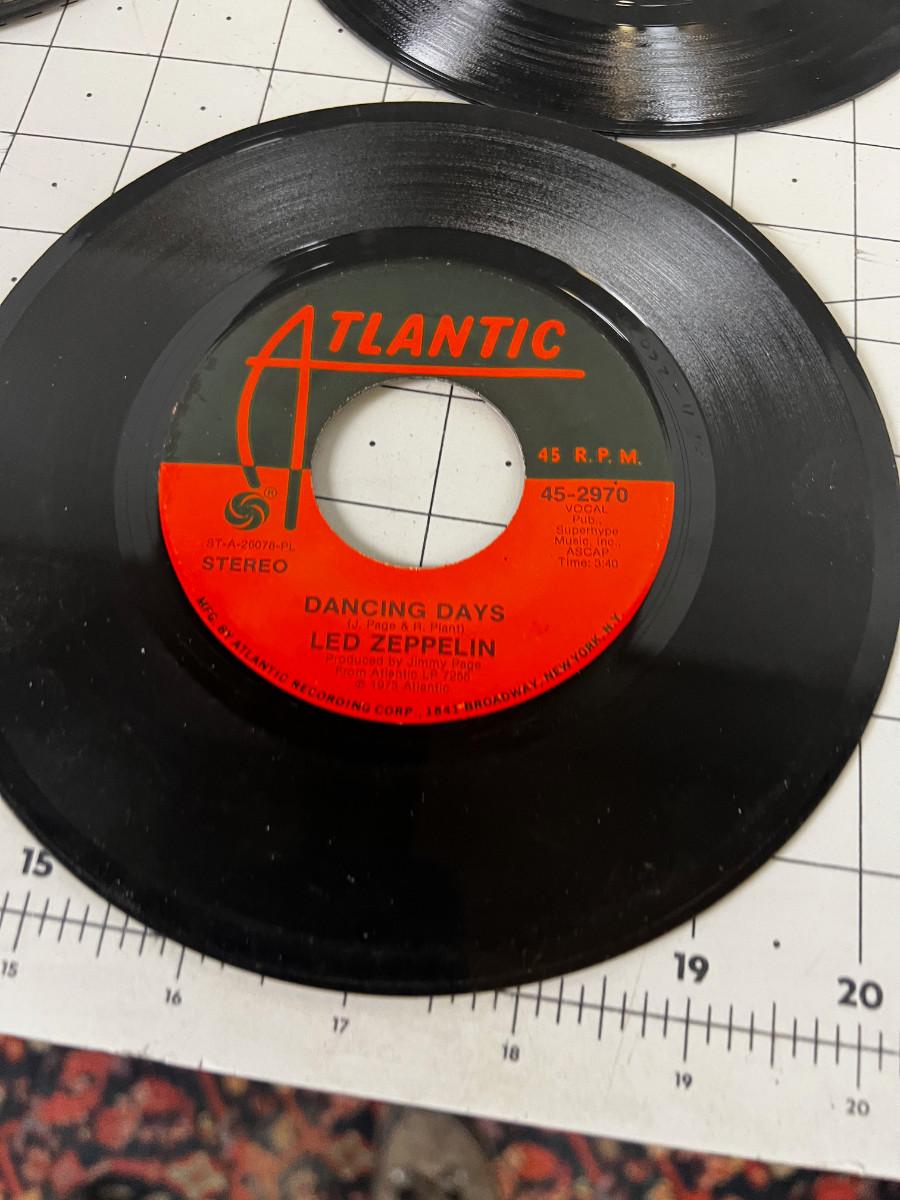 ATLANTIC
45 R.P.M.
®
45-2970
VOCAL
Pub.,
Superhype
Music, Inc.,
ASCAP
Time: 3:40
ST-A-26078-PL
STEREO
DANCING DAYS
(J. Page & R. Plant)
LED ZEPPELIN
Produced by Jimmy Page
From Atlantic LP 7255
℗ 1973 Atlantic
MFG. BY ATLANTIC RECORDING CORP., 1841 BROADWAY, NEW YORK, N.Y.
15
19
20
15
16
17
18
19
20